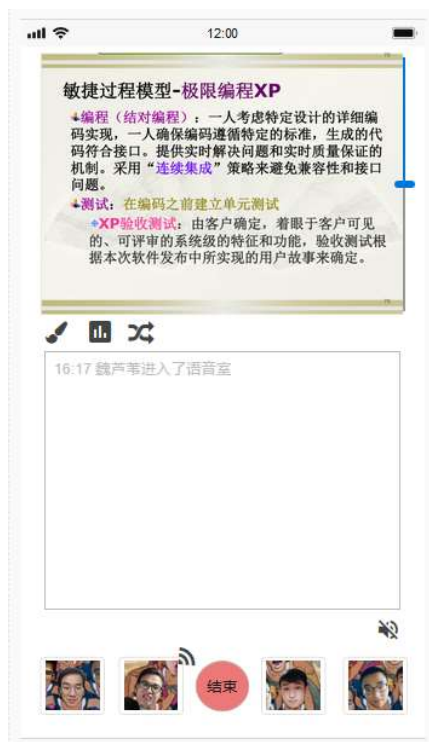 12:00
敏捷过程模型-极限编程XP
编程（结对编程）：一人考虑特定设计的详细编
码实现，一人确保编码遵循特定的标准，生成的代
码符合接口。提供实时解决问题和实时质量保证的
机制。采用“连续集成”策略来避免兼容性和接口
问题。
测试：在编码之前建立单元测试
XP验收测试：由客户确定，着眼于客户可见
的、可评审的系统级的特征和功能，验收测试根
据本次软件发布中所实现的用户故事来确定。
16:17 魏芦苇进入了语音室
结束